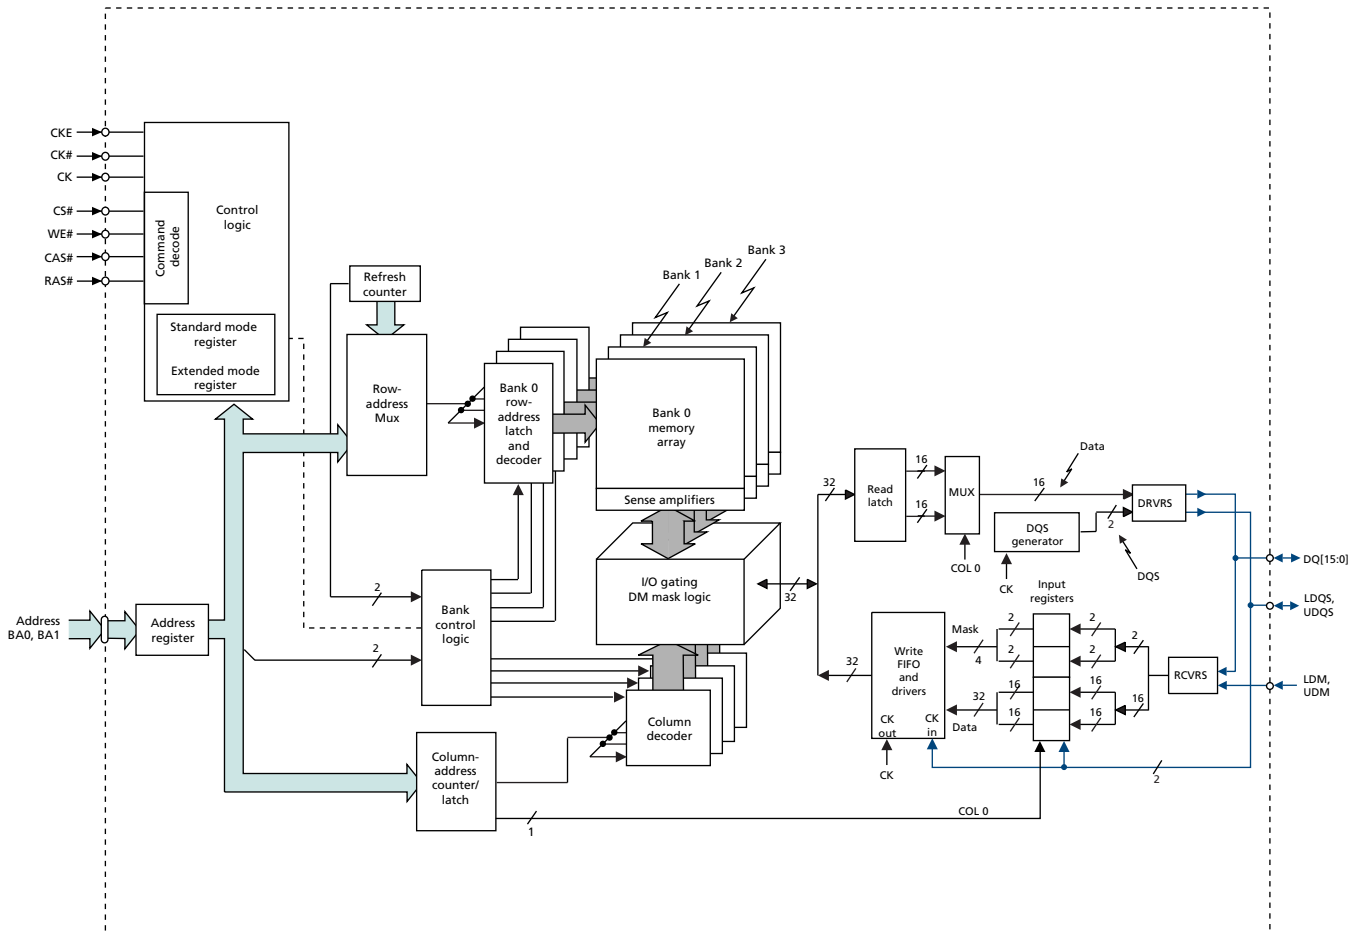 CKE
CK#
CK
CS#
WE#
CAS#
RAS#
Control
logic
Command
decode
Standard mode
register
Extended mode
register
Refresh
counter
Row-
address
Mux
Bank 0
row-
address
latch
and
decoder
Bank 1
Bank 2
Bank 3
Bank 0
memory
array
Sense amplifiers
I/O gating
DM mask logic
32
32
Read
latch
16
16
MUX
COL 0
16
Data
DQS
generator
CK
2
DQS
DRVRS
DQ[15:0]
LDQS,
UDQS
LDM,
UDM
RCVRS
Input
registers
2
2
2
2
2
16
16
16
16
16
Mask
4
32
Data
Write
FIFO
and
drivers
CK
out
CK
in
CK
32
2
Address
BA0, BA1
Address
register
2
2
Bank
control
logic
Column
decoder
Column-
address
counter/
latch
1
COL 0